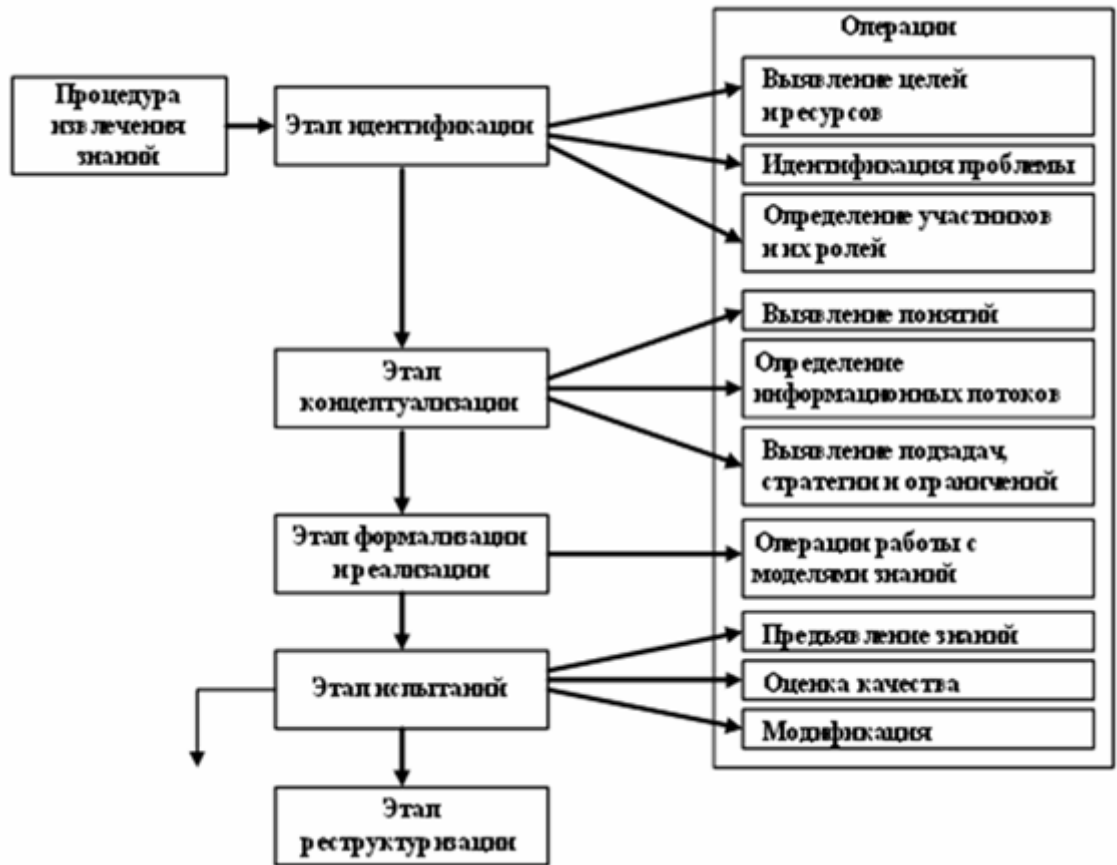 Операции
Процедура
извлечения
знаний
Этап идентификации
Выявление целей
и ресурсов
Идентификация проблемы
Определение участников
и их ролей
Этап
концептуализации
Выявление понятий
Определение
информационных потоков
Выявление подзадач,
стратегии и ограничений
Этап формализации
и реализации
Операции работы с
моделями знаний
Этап испытаний
Предъявление знаний
Оценка качества
Модификация
Этап
реструктуризации